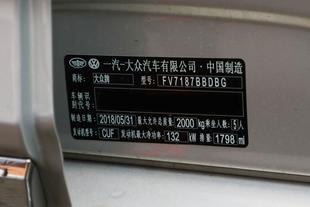 一汽-大众汽车有限公司·中国制造
商标: 大众牌 型号: FV7187BBDBG
车辆识别代号:
制造年月: 2018/05/31 最大允许总质量: 2000 kg 乘坐人数: 5人
发动机型号: CUF 发动机最大净功率: 132 kW 排量: 1798 ml